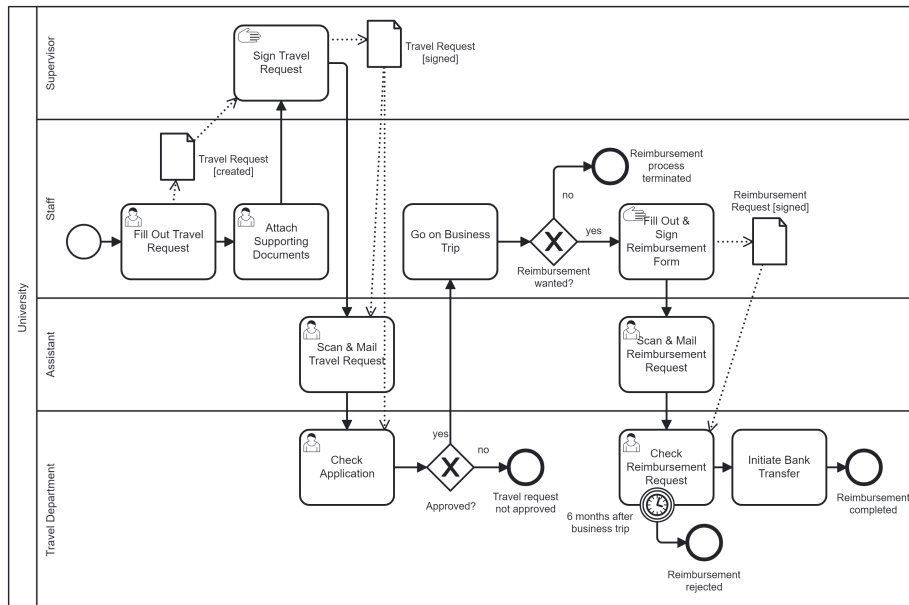 University
Supervisor
Sign Travel
Request
Travel Request
[signed]
Staff
Travel Request
[created]
Fill Out Travel
Request
Attach
Supporting
Documents
Go on Business
Trip
no
Reimbursement
process
terminated
yes
Reimbursement
wanted?
Fill Out &
Sign
Reimbursement
Form
Reimbursement
Request [signed]
Assistant
Scan & Mail
Travel Request
Scan & Mail
Reimbursement
Request
Travel Department
Check
Application
yes
no
Approved?
Travel request
not approved
Check
Reimbursement
Request
6 months after
business trip
Reimbursement
rejected
Initiate Bank
Transfer
Reimbursement
completed